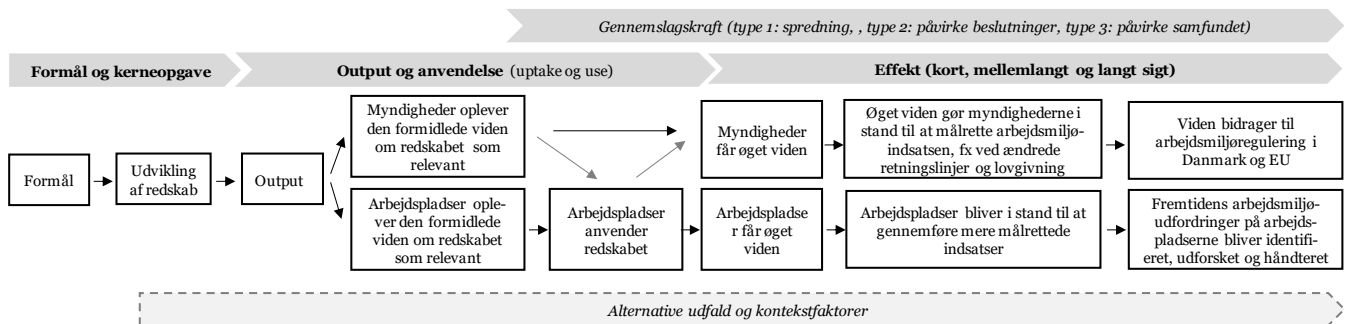 Gennemslagskraft (type 1: spredning, , type 2: påvirke beslutninger, type 3: påvirke samfundet)
Formål og kerneopgave
Output og anvendelse (uptake og use)
Effekt (kort, mellemlangt og langt sigt)
Formål
Udvikling
af redskab
Output
Myndigheder oplever
den formidlede viden
om redskabet som
relevant
Arbejdspladser ople-
ver den formidlede
viden om redskabet
som relevant
Arbejdspladser
anvender
redskabet
Myndigheder
får øget viden
Arbejdspladse
r får øget
viden
Øget viden gør myndighederne i
stand til at målrette arbejdsmiljø-
indsatsen, fx ved ændrede
retningslinjer og lovgivning
Arbejdspladser bliver i stand til at
gennemføre mere målrettede
indsatser
Viden bidrager til
arbejdsmiljøregulering i
Danmark og EU
Fremtidens arbejdsmiljø-
udfordringer på arbejds-
pladserne bliver identifi-
eret, udforsket og håndteret
Alternative udfald og kontekstfaktorer